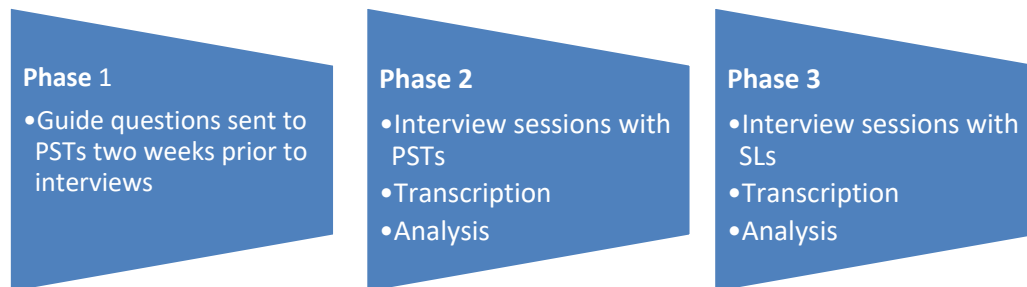 Phase 1
•Guide questions sent to
PSTs two weeks prior to
interviews
Phase 2
•Interview sessions with
PSTs
•Transcription
•Analysis
Phase 3
•Interview sessions with
SLs
•Transcription
•Analysis